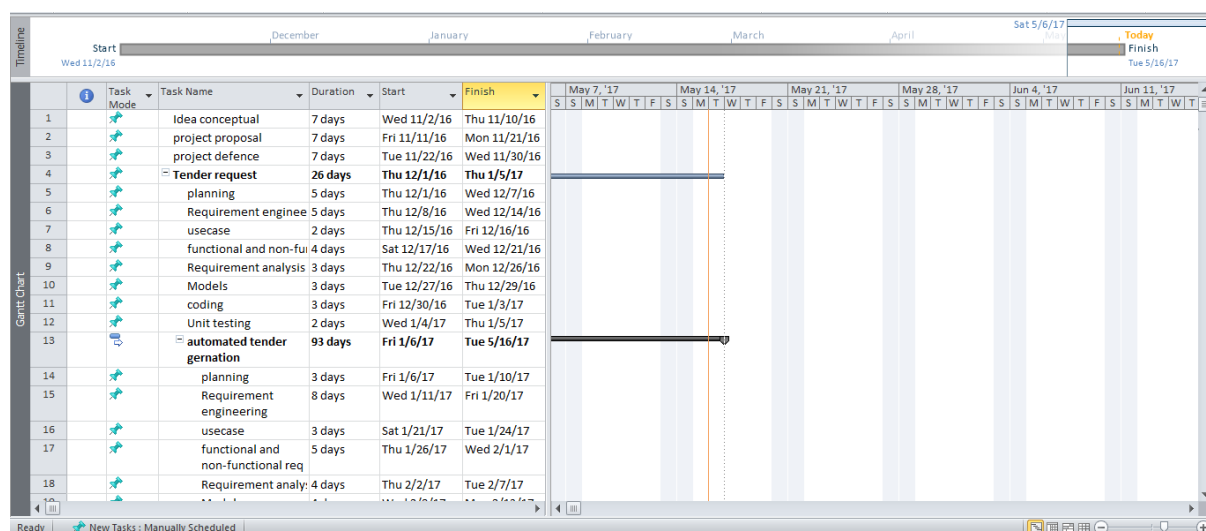 Timeline
Sat 5/6/17
December January February March April May Today
Start Finish
Wed 11/2/16 Tue 5/16/17
Gantt Chart
Task Mode Task Name Duration Start Finish
May 7, '17 May 14, '17 May 21, '17 May 28, '17 Jun 4, '17 Jun 11, '17
S S M T W T F S S M T W T F S S M T W T F S S M T W T F S S M T W T F S S M T W T
1 Idea conceptual 7 days Wed 11/2/16 Thu 11/10/16
2 project proposal 7 days Fri 11/11/16 Mon 11/21/16
3 project defence 7 days Tue 11/22/16 Wed 11/30/16
4 Tender request 26 days Thu 12/1/16 Thu 1/5/17
5 planning 5 days Thu 12/1/16 Wed 12/7/16
6 Requirement enginee 5 days Thu 12/8/16 Wed 12/14/16
7 usecase 2 days Thu 12/15/16 Fri 12/16/16
8 functional and non-fu 4 days Sat 12/17/16 Wed 12/21/16
9 Requirement analysis 3 days Thu 12/22/16 Mon 12/26/16
10 Models 3 days Tue 12/27/16 Thu 12/29/16
11 coding 3 days Fri 12/30/16 Tue 1/3/17
12 Unit testing 2 days Wed 1/4/17 Thu 1/5/17
13 automated tender 93 days Fri 1/6/17 Tue 5/16/17
gernation
14 planning 3 days Fri 1/6/17 Tue 1/10/17
15 Requirement 8 days Wed 1/11/17 Fri 1/20/17
engineering
16 usecase 3 days Sat 1/21/17 Tue 1/24/17
17 functional and 5 days Thu 1/26/17 Wed 2/1/17
non-functional req
18 Requirement analy 4 days Thu 2/2/17 Tue 2/7/17
Ready New Tasks : Manually Scheduled